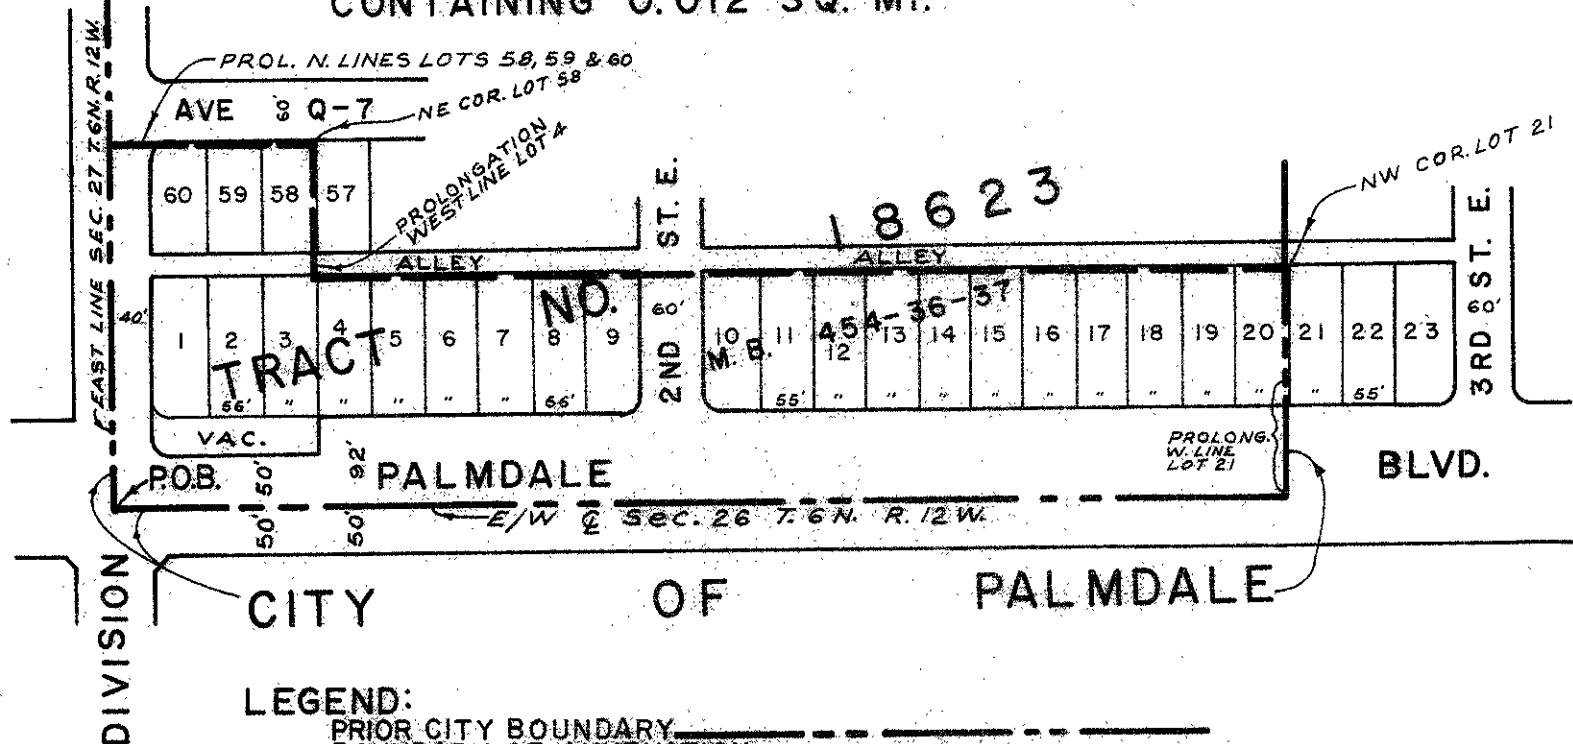 CONTAINING 0.012 SQ. MI.
PROL. N. LINES LOTS 58, 59 & 60
EAST LINE SEC. 27 T. 6N. R. 12W.
AVE 60' Q-7
NE COR. LOT 58
PROLONGATION
WEST LINE LOT 4
NW COR. LOT 21
60 59 58 57
18623
ALLEY
ALLEY
2ND ST. E.
60'
3RD ST. E.
60'
40'
TRACT NO.
M. B. 454-36-37
1 2 3 4 5 6 7 8 9
10 11 12 13 14 15 16 17 18 19 20 21 22 23
56' " " " " " 56'
55' " " " " " " " " " " 55'
VAC.
PROLONG.
W. LINE
LOT 21
P.O.B.
50' 50'
50' 92'
PALMDALE BLVD.
E/W ℄ Sec. 26 T. 6 N. R. 12 W.
CITY OF PALMDALE
DIVISION
LEGEND:
PRIOR CITY BOUNDARY